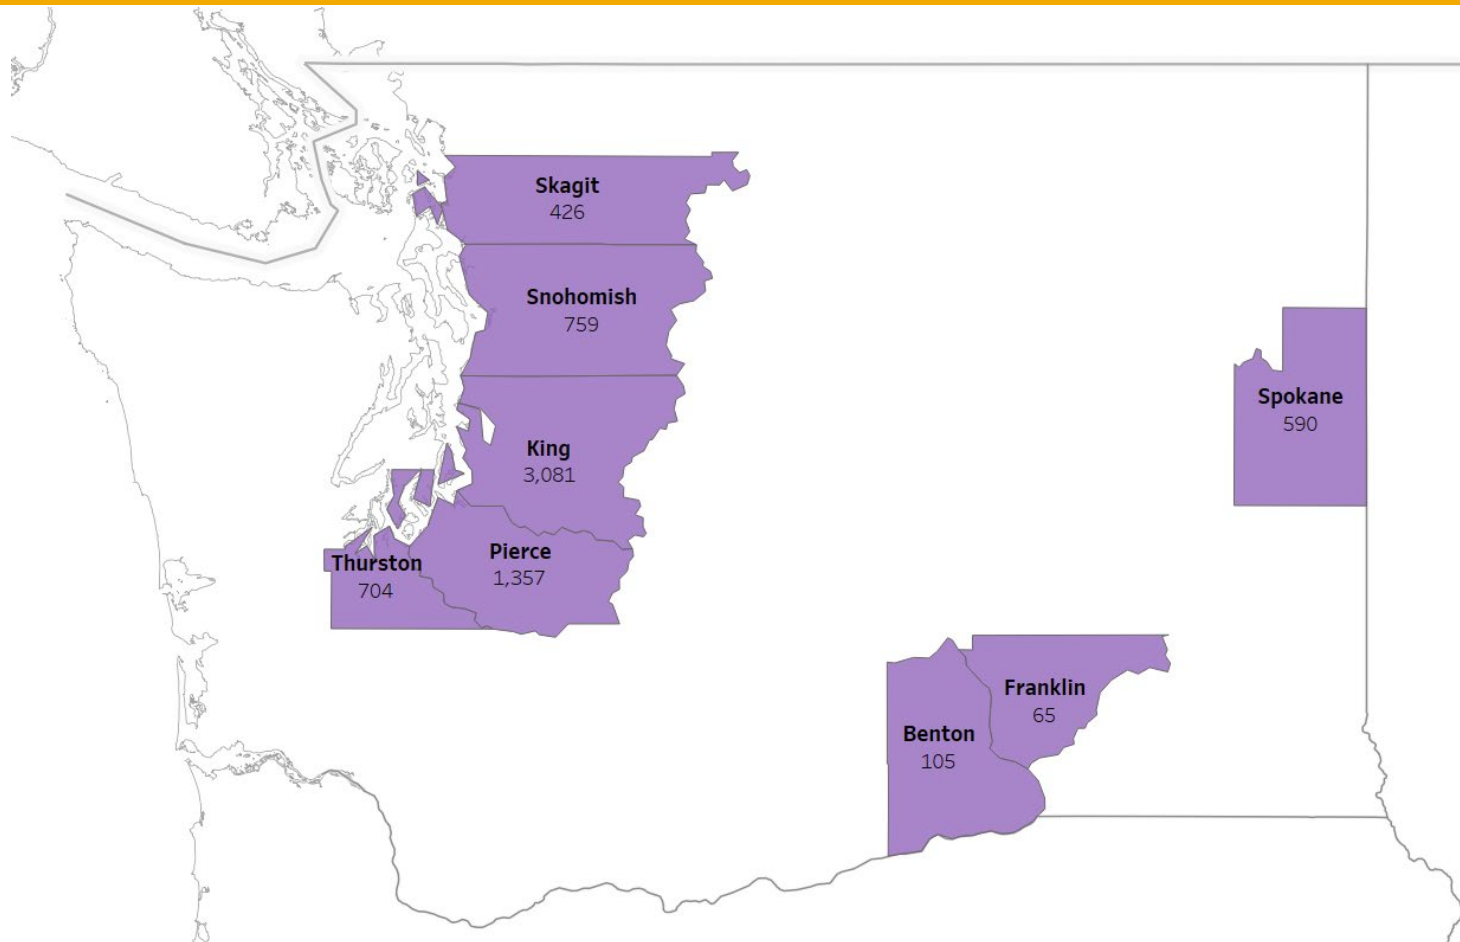 Skagit
426
Snohomish
759
Spokane
590
King
3,081
Pierce
1,357
Thurston
704
Franklin
65
Benton
105